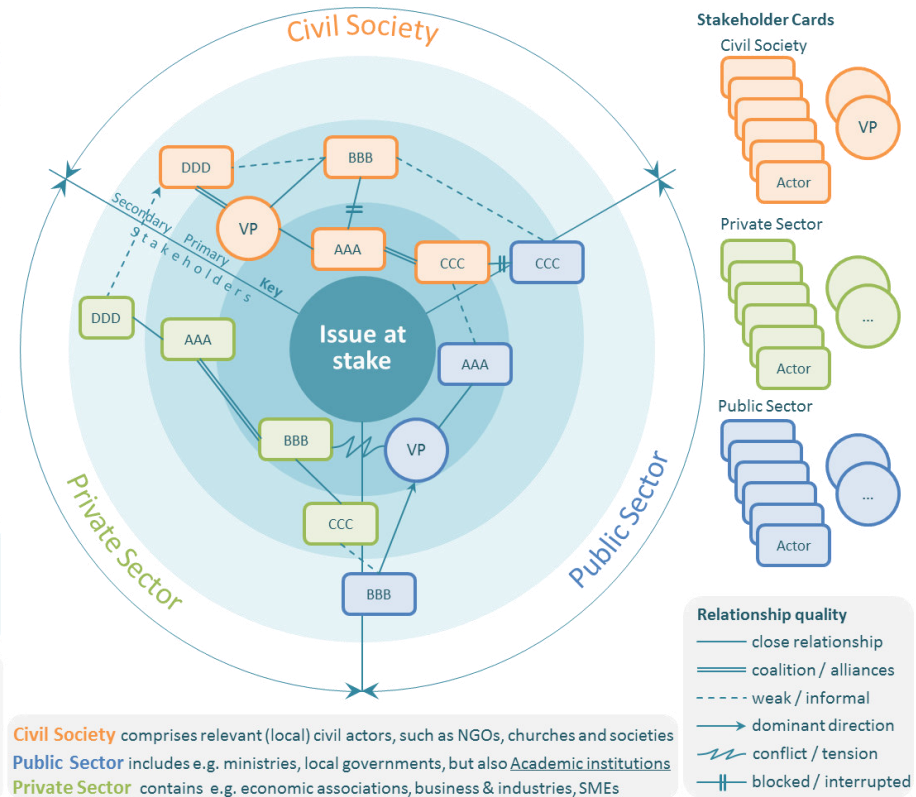 Civil Society
Stakeholder Cards
Civil Society
VP
Actor
Private Sector
...
Actor
Public Sector
...
Actor
DDD
BBB
VP
AAA
CCC
CCC
Secondary Primary Key
Stakeholders
DDD
AAA
Issue at
stake
AAA
BBB
VP
CCC
BBB
Private Sector
Public Sector
Relationship quality
close relationship
coalition / alliances
weak / informal
dominant direction
conflict / tension
blocked / interrupted
Civil Society comprises relevant (local) civil actors, such as NGOs, churches and societies
Public Sector includes e.g. ministries, local governments, but also Academic institutions
Private Sector contains e.g. economic associations, business & industries, SMEs